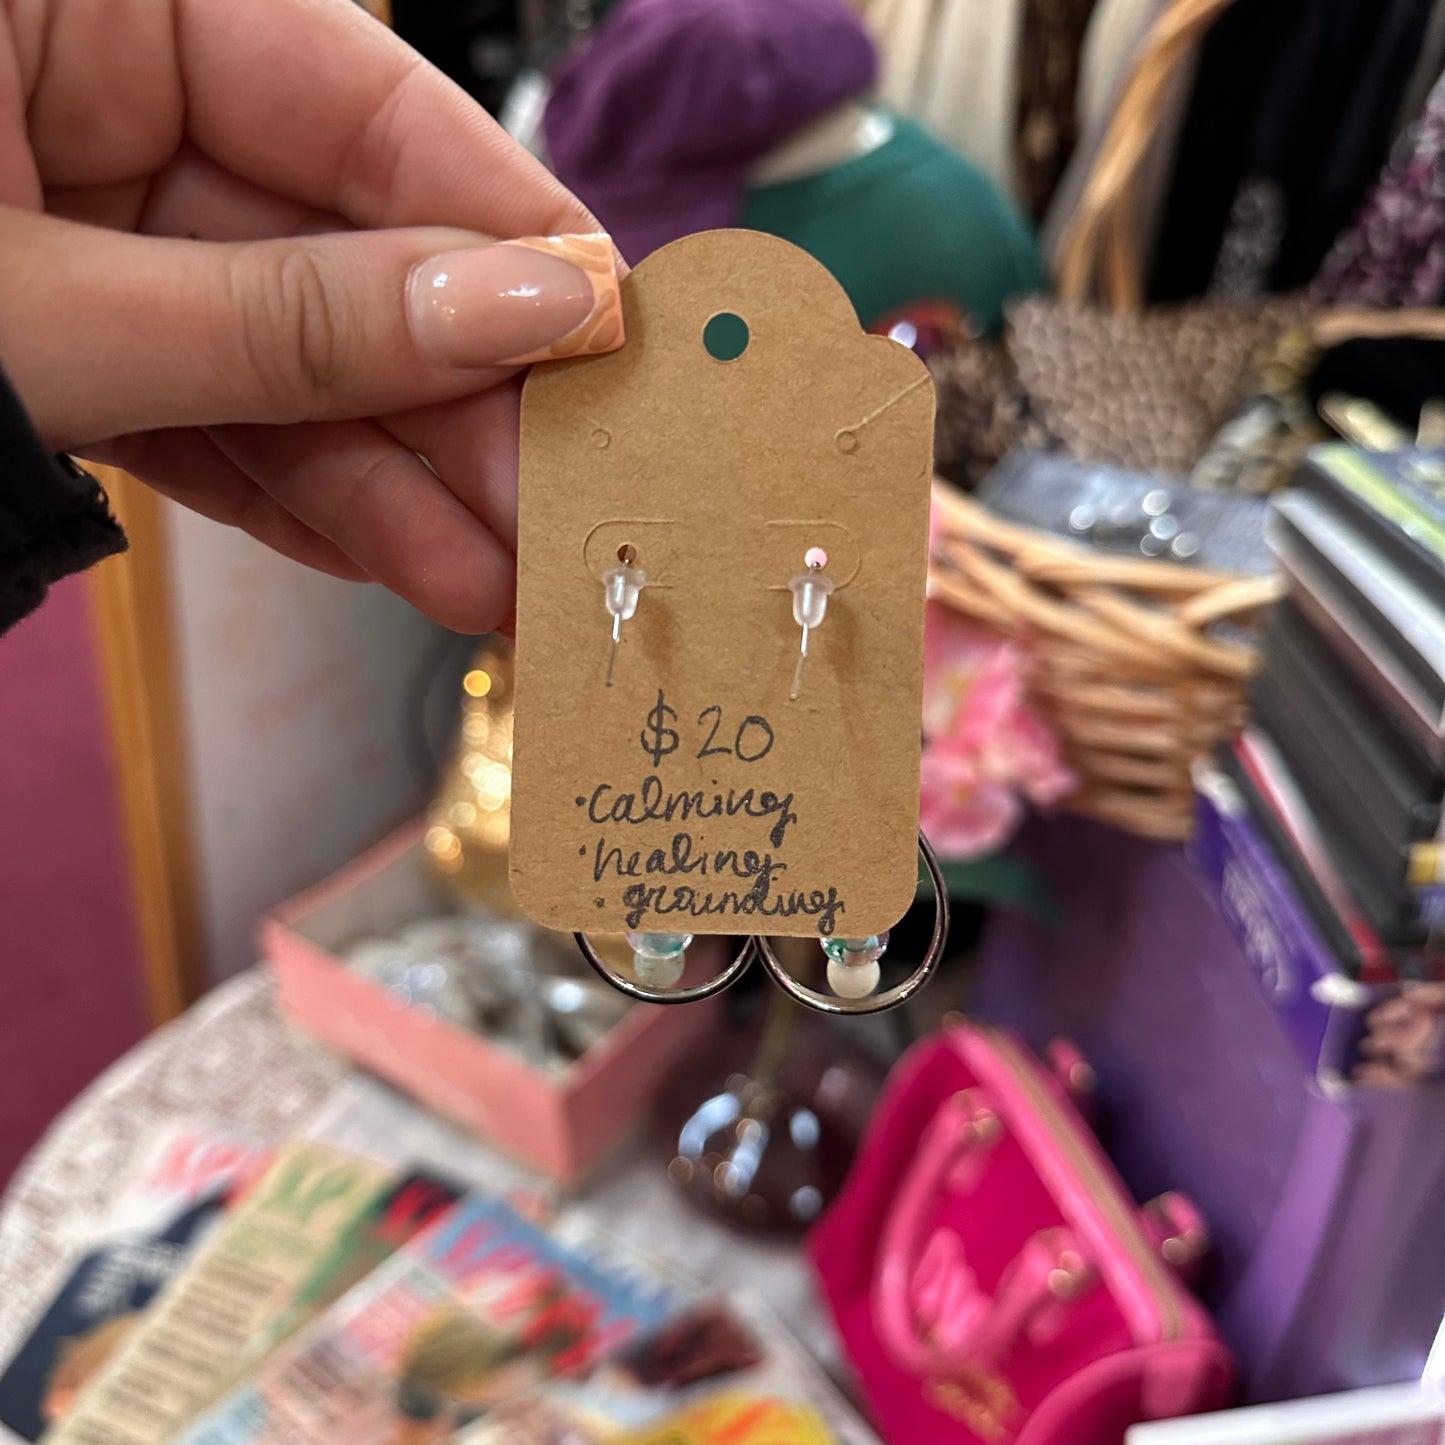 $20
·calming
·healing
·grounding